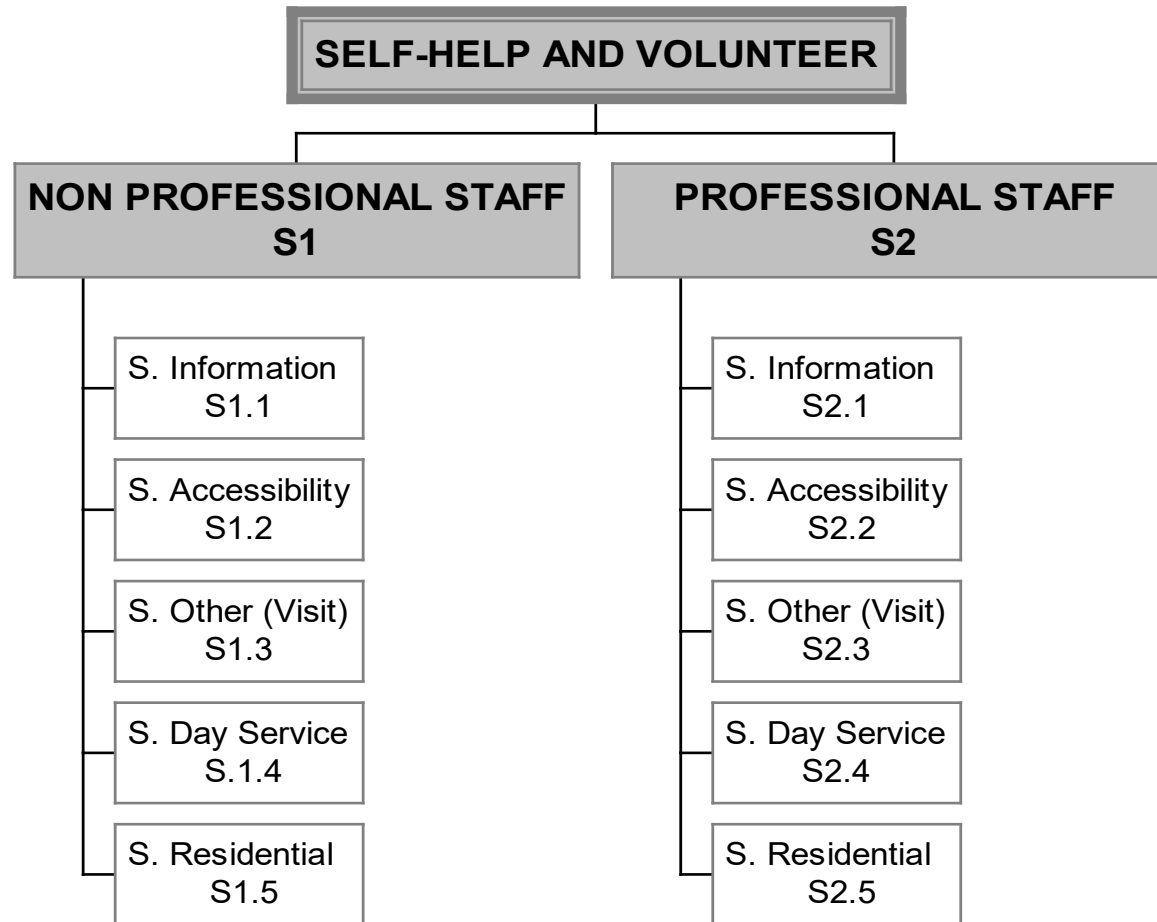 SELF-HELP AND VOLUNTEER
NON PROFESSIONAL STAFF
S1
S. Information
S1.1
S. Accessibility
S1.2
S. Other (Visit)
S1.3
S. Day Service
S.1.4
S. Residential
S1.5
PROFESSIONAL STAFF
S2
S. Information
S2.1
S. Accessibility
S2.2
S. Other (Visit)
S2.3
S. Day Service
S2.4
S. Residential
S2.5